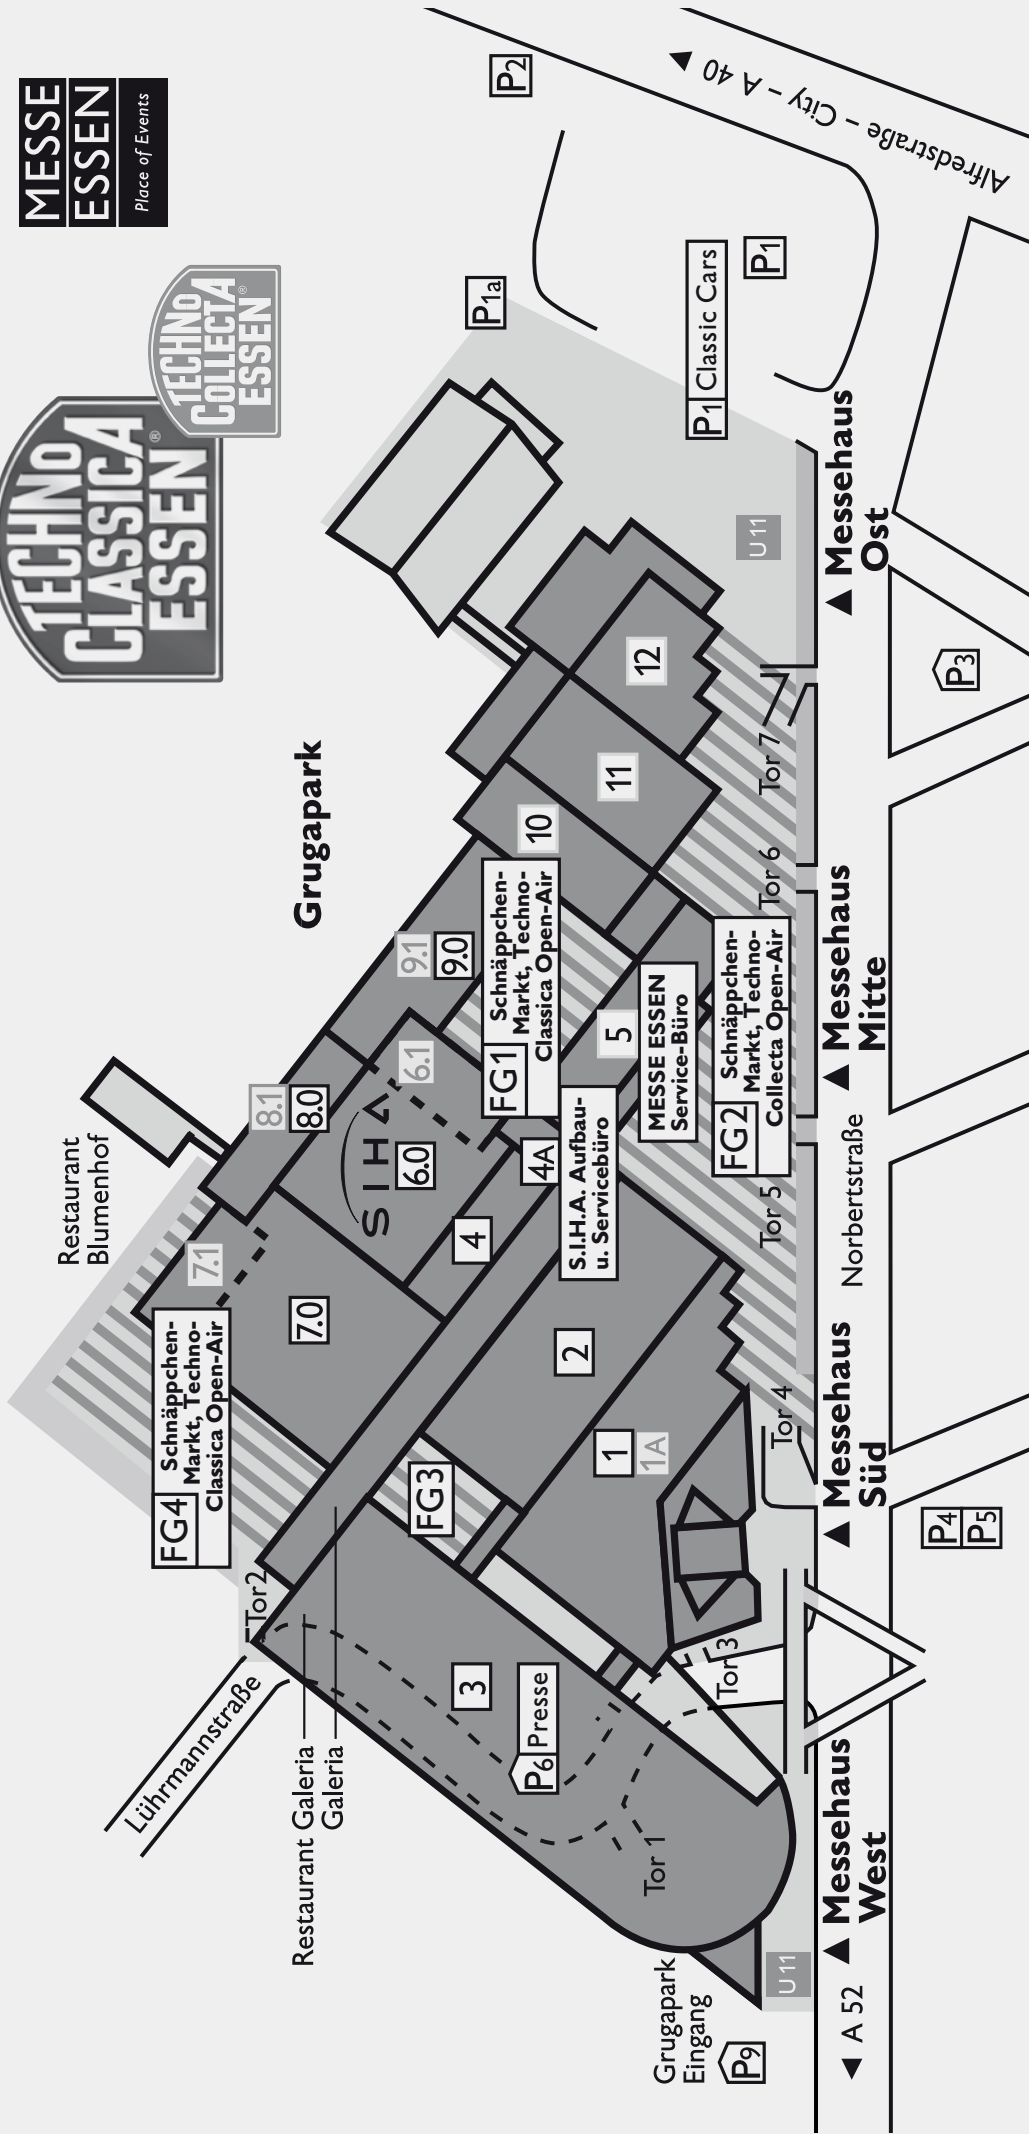 MESSE
ESSEN
Place of Events
TECHNO
CLASSICA
ESSEN
®
TECHNO
COLLECTA
ESSEN
®
Grugapark
Restaurant
Blumenhof
Lührmannstraße
Restaurant Galeria
Galeria
Tor 2
FG4
Schnäppchen-
Markt, Techno-
Classica Open-Air
7.1
7.0
8.1
8.0
9.1
9.0
SIHA
6.0
6.1
4
4A
10
11
12
FG1
Schnäppchen-
Markt, Techno-
Classica Open-Air
5
S.I.H.A. Aufbau-
u. Servicebüro
MESSE ESSEN
Service-Büro
FG2
Schnäppchen-
Markt, Techno-
Collecta Open-Air
FG3
2
1
1A
3
P6 Presse
Tor 1
Tor 3
Tor 4
Tor 5
Tor 6
Tor 7
P1a
P2
P1 Classic Cars
P1
U 11
Alfredstraße – City – A 40
Grugapark
Eingang
P9
U 11
A 52
Messehaus
West
Messehaus
Süd
Norbertstraße
Messehaus
Mitte
Messehaus
Ost
P4
P5
P3